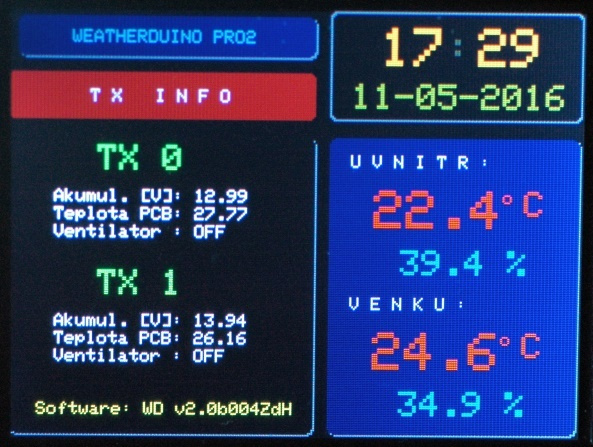 WEATHERDUINO PRO2
TX INFO
TX 0
Akumul. [V]: 12.99
Teplota PCB: 27.77
Ventilator : OFF
TX 1
Akumul. [V]: 13.94
Teplota PCB: 26.16
Ventilator : OFF
Software: WD v2.0b004ZdH
17:29
11-05-2016
UVNITR:
22.4°C
39.4 %
VENKU:
24.6°C
34.9 %